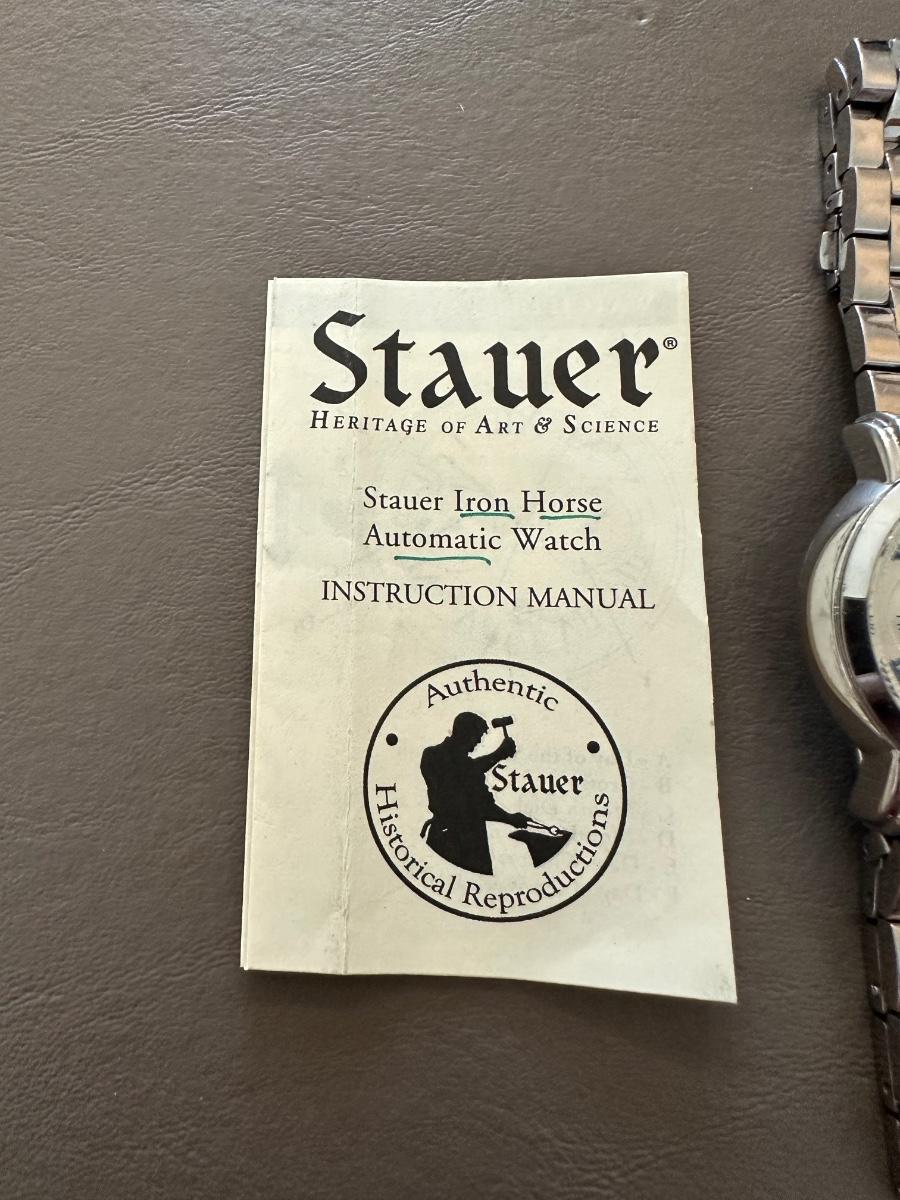 Stauer®
HERITAGE OF ART & SCIENCE
Stauer Iron Horse
Automatic Watch
INSTRUCTION MANUAL
Authentic
Stauer
Historical Reproductions